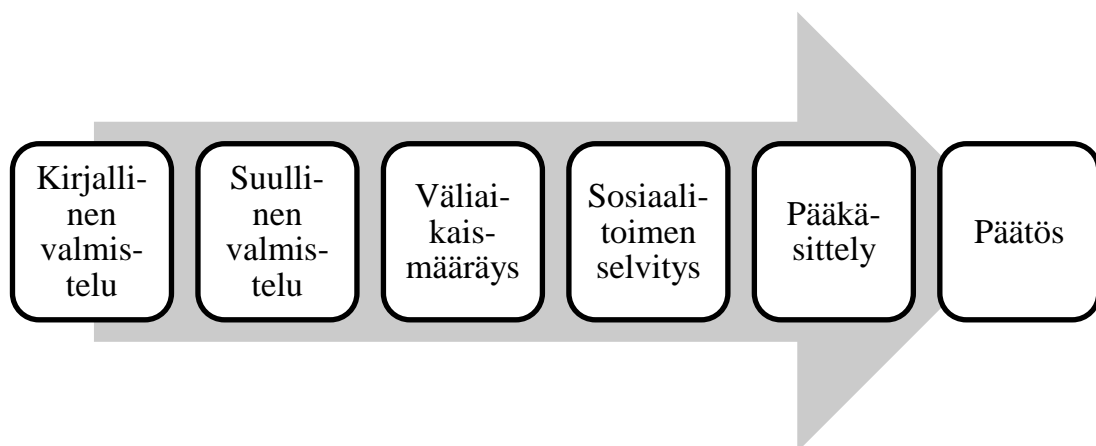 Kirjalli-
nen
valmis-
telu
Suulli-
nen
valmis-
telu
Väliai-
kais-
määräys
Sosiaali-
toimen
selvitys
Pääkä-
sittely
Päätös